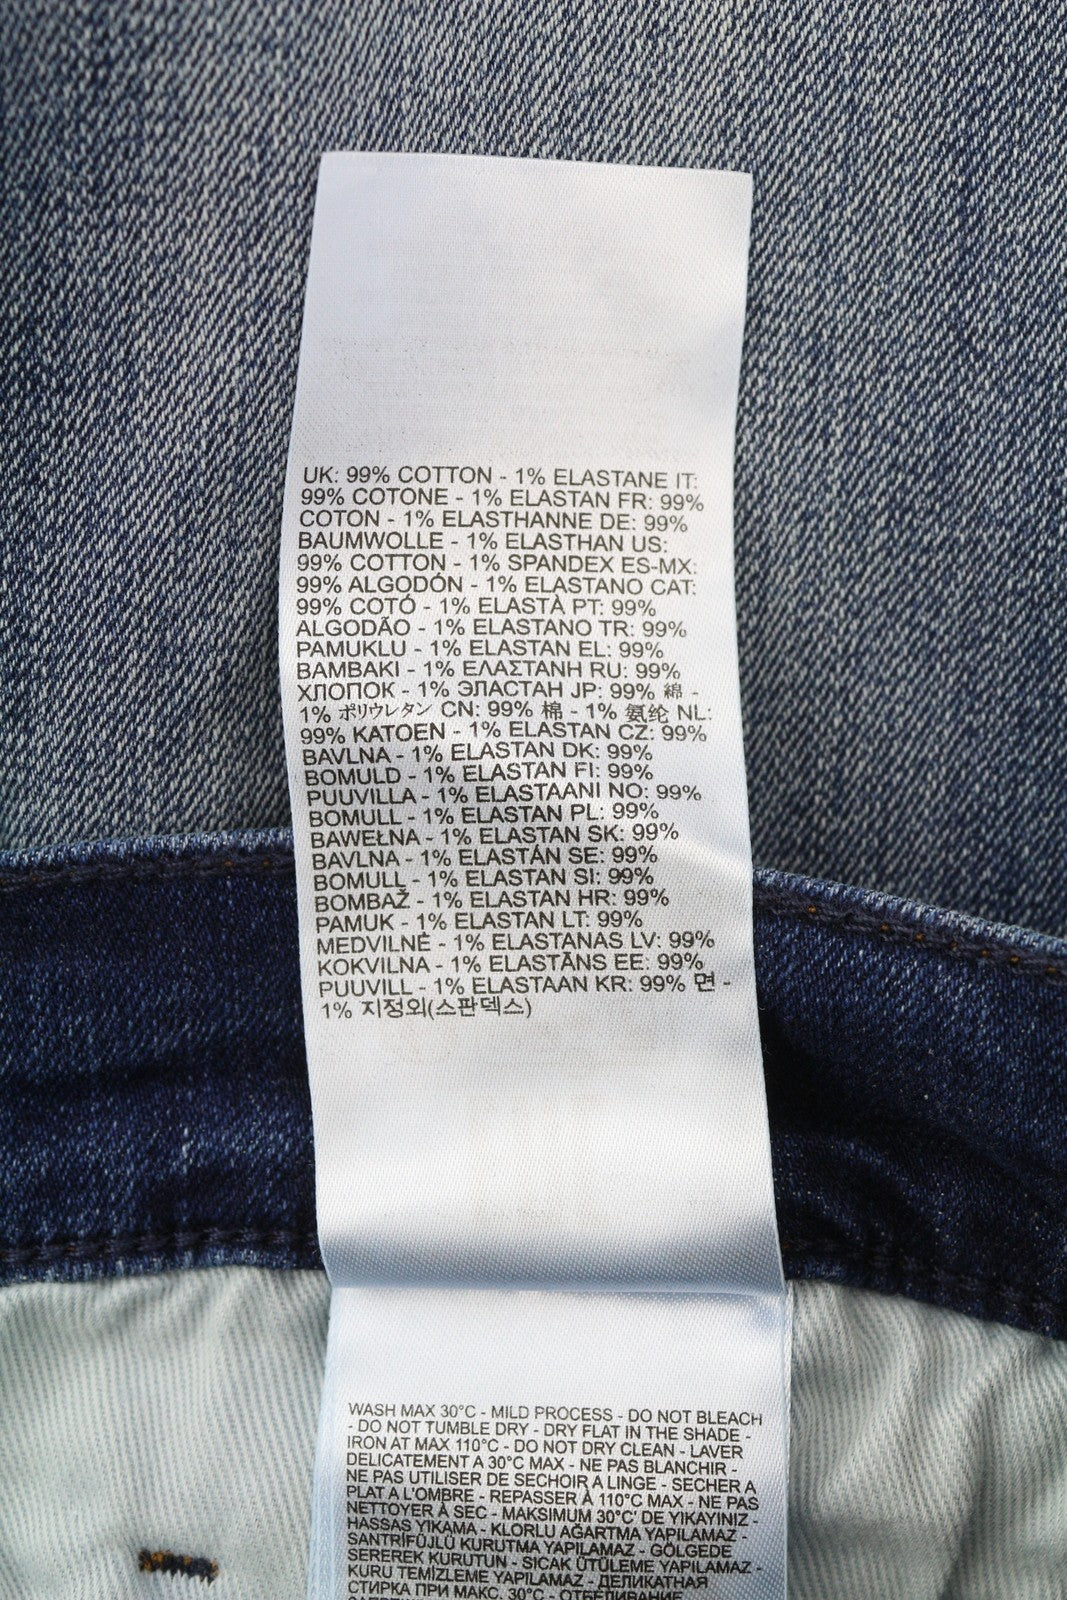 UK: 99% COTTON - 1% ELASTANE IT:
99% COTONE - 1% ELASTAN FR: 99%
COTON - 1% ELASTHANNE DE: 99%
BAUMWOLLE - 1% ELASTHAN US:
99% COTTON - 1% SPANDEX ES-MX:
99% ALGODÓN - 1% ELASTANO CAT:
99% COTÓ - 1% ELASTÀ PT: 99%
ALGODÃO - 1% ELASTANO TR: 99%
PAMUKLU - 1% ELASTAN EL: 99%
BAMBAKI - 1% ΕΛΑΣΤΑΝΗ RU: 99%
ХЛОПОК - 1% ЭЛАСТАН JP: 99% 綿 -
1% ポリウレタン CN: 99% 棉 - 1% 氨纶 NL:
99% KATOEN - 1% ELASTAN CZ: 99%
BAVLNA - 1% ELASTAN DK: 99%
BOMULD - 1% ELASTAN FI: 99%
PUUVILLA - 1% ELASTAANI NO: 99%
BOMULL - 1% ELASTAN PL: 99%
BAWEŁNA - 1% ELASTAN SK: 99%
BAVLNA - 1% ELASTÁN SE: 99%
BOMULL - 1% ELASTAN SI: 99%
BOMBAŽ - 1% ELASTAN HR: 99%
PAMUK - 1% ELASTAN LT: 99%
MEDVILNĖ - 1% ELASTANAS LV: 99%
KOKVILNA - 1% ELASTĀNS EE: 99%
PUUVILL - 1% ELASTAAN KR: 99% 면 -
1% 지정외(스판덱스)
WASH MAX 30°C - MILD PROCESS - DO NOT BLEACH
- DO NOT TUMBLE DRY - DRY FLAT IN THE SHADE -
IRON AT MAX 110°C - DO NOT DRY CLEAN - LAVER
DELICATEMENT A 30°C MAX - NE PAS BLANCHIR -
NE PAS UTILISER DE SECHOIR A LINGE - SECHER A
PLAT A L'OMBRE - REPASSER À 110°C MAX - NE PAS
NETTOYER À SEC - MAKSIMUM 30°C' DE YIKAYINIZ -
HASSAS YIKAMA - KLORLU AĞARTMA YAPILAMAZ -
SANTRİFÜJLÜ KURUTMA YAPILAMAZ - GÖLGEDE
SEREREK KURUTUN - SICAK ÜTÜLEME YAPILAMAZ -
KURU TEMİZLEME YAPILAMAZ - ДЕЛИКАТНАЯ
СТИРКА ПРИ МАКС. 30°C - ОТБЕЛИВАНИЕ